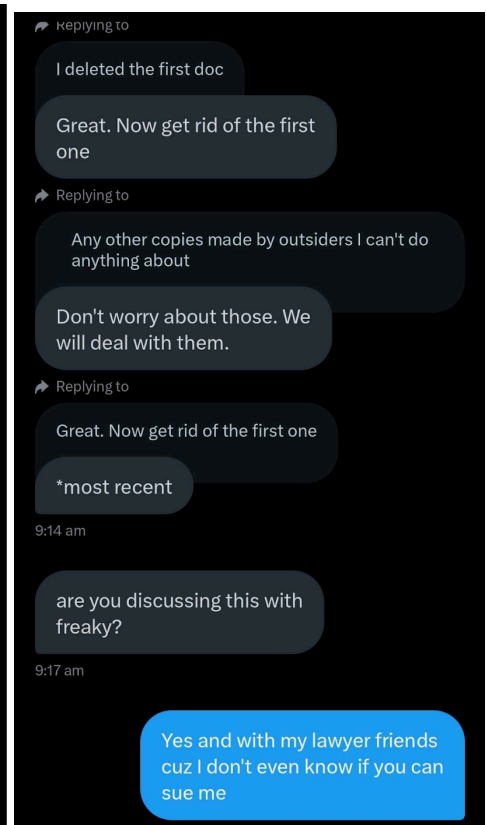 Replying to
I deleted the first doc
Great. Now get rid of the first
one
Replying to
Any other copies made by outsiders I can't do
anything about
Don't worry about those. We
will deal with them.
Replying to
Great. Now get rid of the first one
*most recent
9:14 am
are you discussing this with
freaky?
9:17 am
Yes and with my lawyer friends
cuz I don't even know if you can
sue me